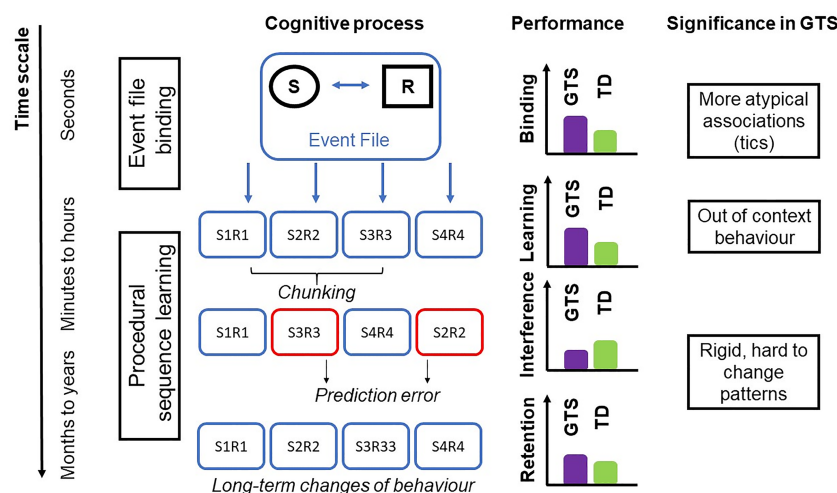 Cognitive process
Performance
Significance in GTS
Time sccale
Seconds
Minutes to hours
Months to years
Event file
binding
Procedural
sequence learning
S
R
Event File
S1R1
S2R2
S3R3
S4R4
Chunking
S1R1
S3R3
S4R4
S2R2
Prediction error
S1R1
S2R2
S3R33
S4R4
Long-term changes of behaviour
Binding
GTS
TD
Learning
GTS
TD
Interference
GTS
TD
Retention
GTS
TD
More atypical
associations
(tics)
Out of context
behaviour
Rigid, hard to
change
patterns